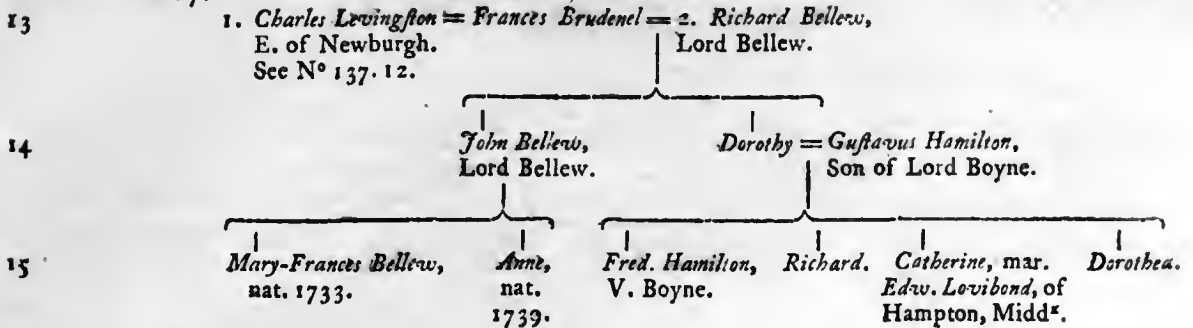 13 1. Charles Levingſton = Frances Brudenel = 2. Richard Bellew,
E. of Newburgh. Lord Bellew.
See Nº 137. 12.
14 John Bellew, Dorothy = Guſtavus Hamilton,
Lord Bellew. Son of Lord Boyne.
15 Mary-Frances Bellew, Anne, Fred. Hamilton, Richard. Catherine, mar. Dorothea.
nat. 1733. nat. V. Boyne. Edw. Lovibond, of
1739. Hampton, Middˣ.